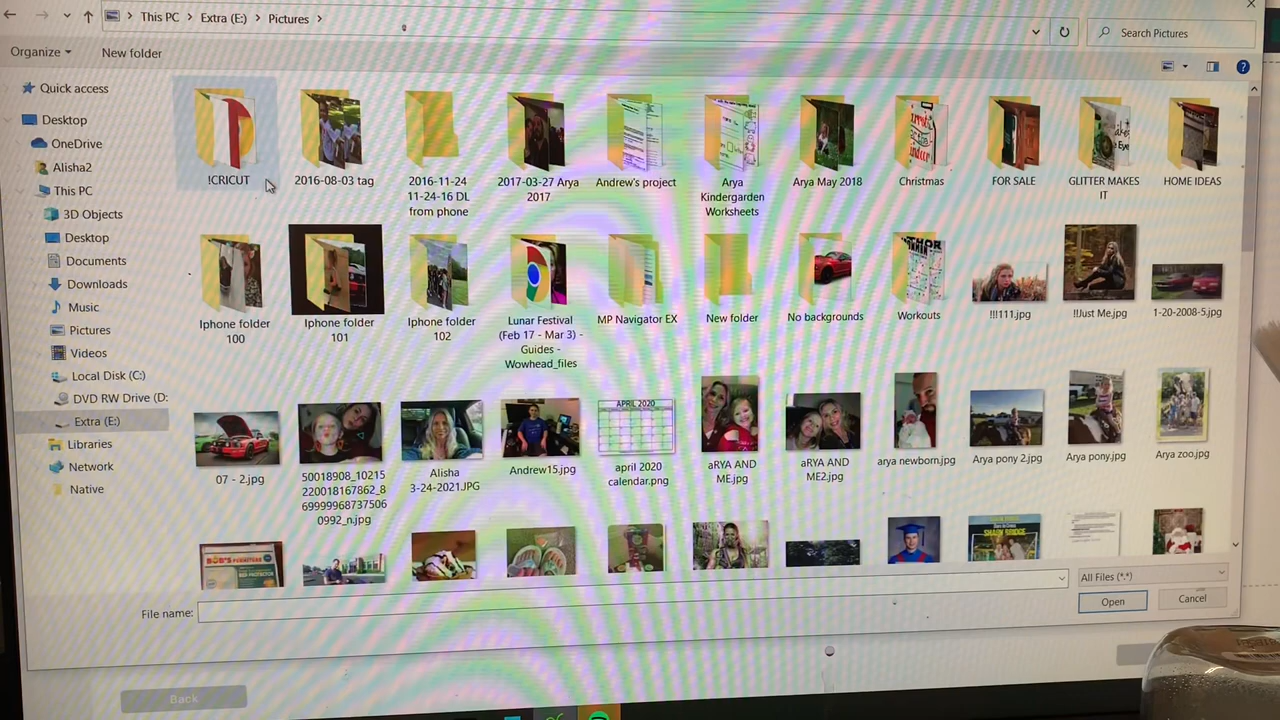 This PC > Extra (E:) > Pictures >
Search Pictures
Organize
New folder
Quick access
Desktop
OneDrive
Alisha2
This PC
3D Objects
Desktop
Documents
Downloads
Music
Pictures
Videos
Local Disk (C:)
DVD RW Drive (D:
Extra (E:)
Libraries
Network
Native
!CRICUT
2016-08-03 tag
2016-11-24
11-24-16 DL
from phone
2017-03-27 Arya
2017
Andrew's project
Arya
Kindergarden
Worksheets
Arya May 2018
Christmas
FOR SALE
GLITTER MAKES
IT
HOME IDEAS
Iphone folder
100
Iphone folder
101
Iphone folder
102
Lunar Festival
(Feb 17 - Mar 3) -
Guides -
Wowhead_files
MP Navigator EX
New folder
No backgrounds
Workouts
!!!111.jpg
!!Just Me.jpg
1-20-2008-5.jpg
07 - 2.jpg
50018908_10215
220018167862_8
69999968737506
0992_n.jpg
Alisha
3-24-2021.JPG
Andrew15.jpg
APRIL 2020
april 2020
calendar.png
aRYA AND
ME.jpg
aRYA AND
ME2.jpg
arya newborn.jpg
Arya pony 2.jpg
Arya pony.jpg
Arya zoo.jpg
BOB'S FURNITURE
File name:
All Files (*.*)
Open
Cancel
Back